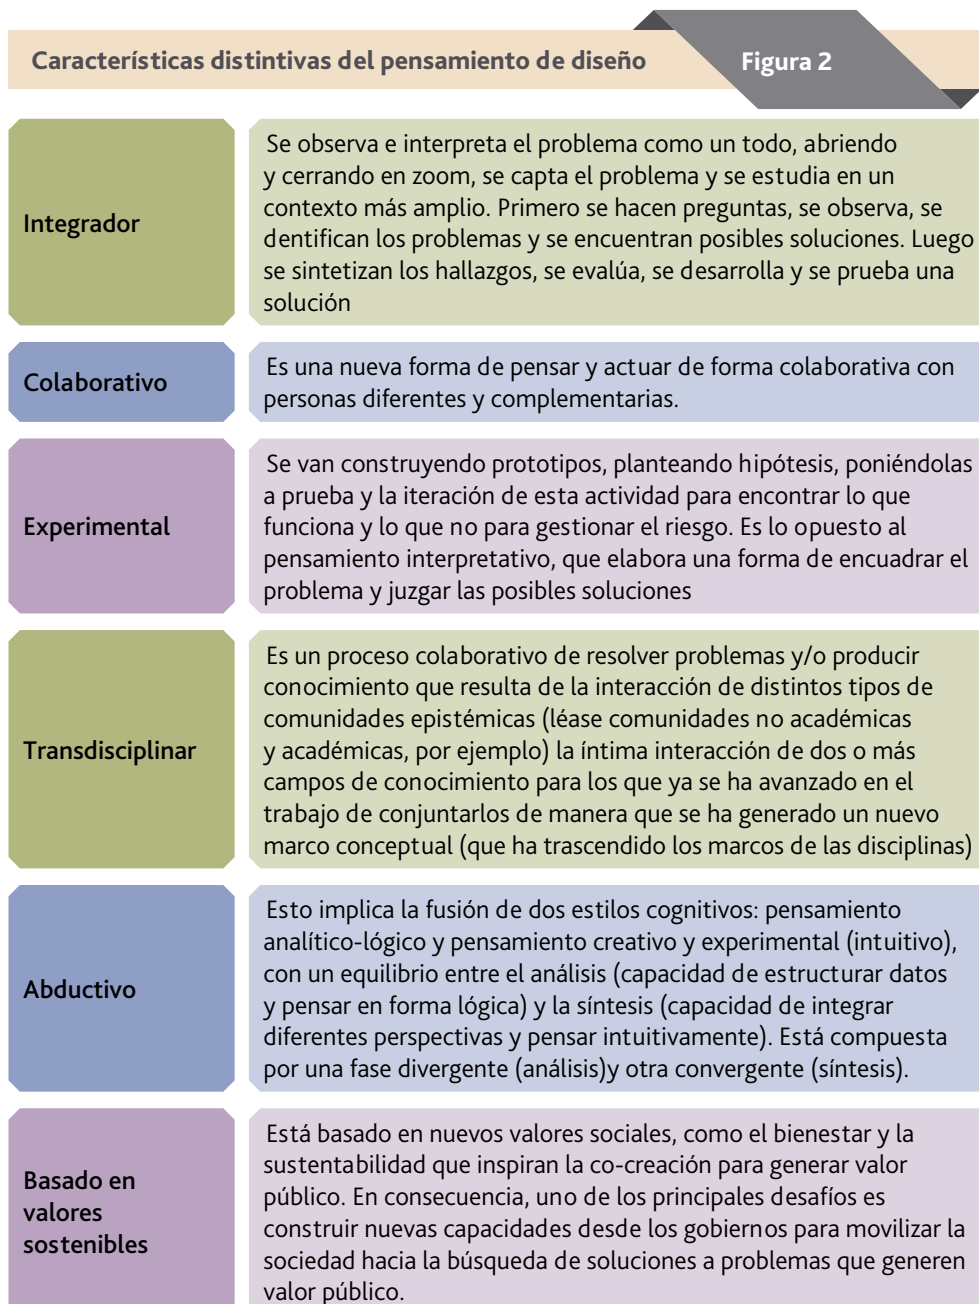 Características distintivas del pensamiento de diseño
Figura 2
Integrador
Se observa e interpreta el problema como un todo, abriendo
y cerrando en zoom, se capta el problema y se estudia en un
contexto más amplio. Primero se hacen preguntas, se observa, se
dentifican los problemas y se encuentran posibles soluciones. Luego
se sintetizan los hallazgos, se evalúa, se desarrolla y se prueba una
solución
Colaborativo
Es una nueva forma de pensar y actuar de forma colaborativa con
personas diferentes y complementarias.
Experimental
Se van construyendo prototipos, planteando hipótesis, poniéndolas
a prueba y la iteración de esta actividad para encontrar lo que
funciona y lo que no para gestionar el riesgo. Es lo opuesto al
pensamiento interpretativo, que elabora una forma de encuadrar el
problema y juzgar las posibles soluciones
Transdisciplinar
Es un proceso colaborativo de resolver problemas y/o producir
conocimiento que resulta de la interacción de distintos tipos de
comunidades epistémicas (léase comunidades no académicas
y académicas, por ejemplo) la íntima interacción de dos o más
campos de conocimiento para los que ya se ha avanzado en el
trabajo de conjuntarlos de manera que se ha generado un nuevo
marco conceptual (que ha trascendido los marcos de las disciplinas)
Abductivo
Esto implica la fusión de dos estilos cognitivos: pensamiento
analítico-lógico y pensamiento creativo y experimental (intuitivo),
con un equilibrio entre el análisis (capacidad de estructurar datos
y pensar en forma lógica) y la síntesis (capacidad de integrar
diferentes perspectivas y pensar intuitivamente). Está compuesta
por una fase divergente (análisis)y otra convergente (síntesis).
Basado en
valores
sostenibles
Está basado en nuevos valores sociales, como el bienestar y la
sustentabilidad que inspiran la co-creación para generar valor
público. En consecuencia, uno de los principales desafíos es
construir nuevas capacidades desde los gobiernos para movilizar la
sociedad hacia la búsqueda de soluciones a problemas que generen
valor público.